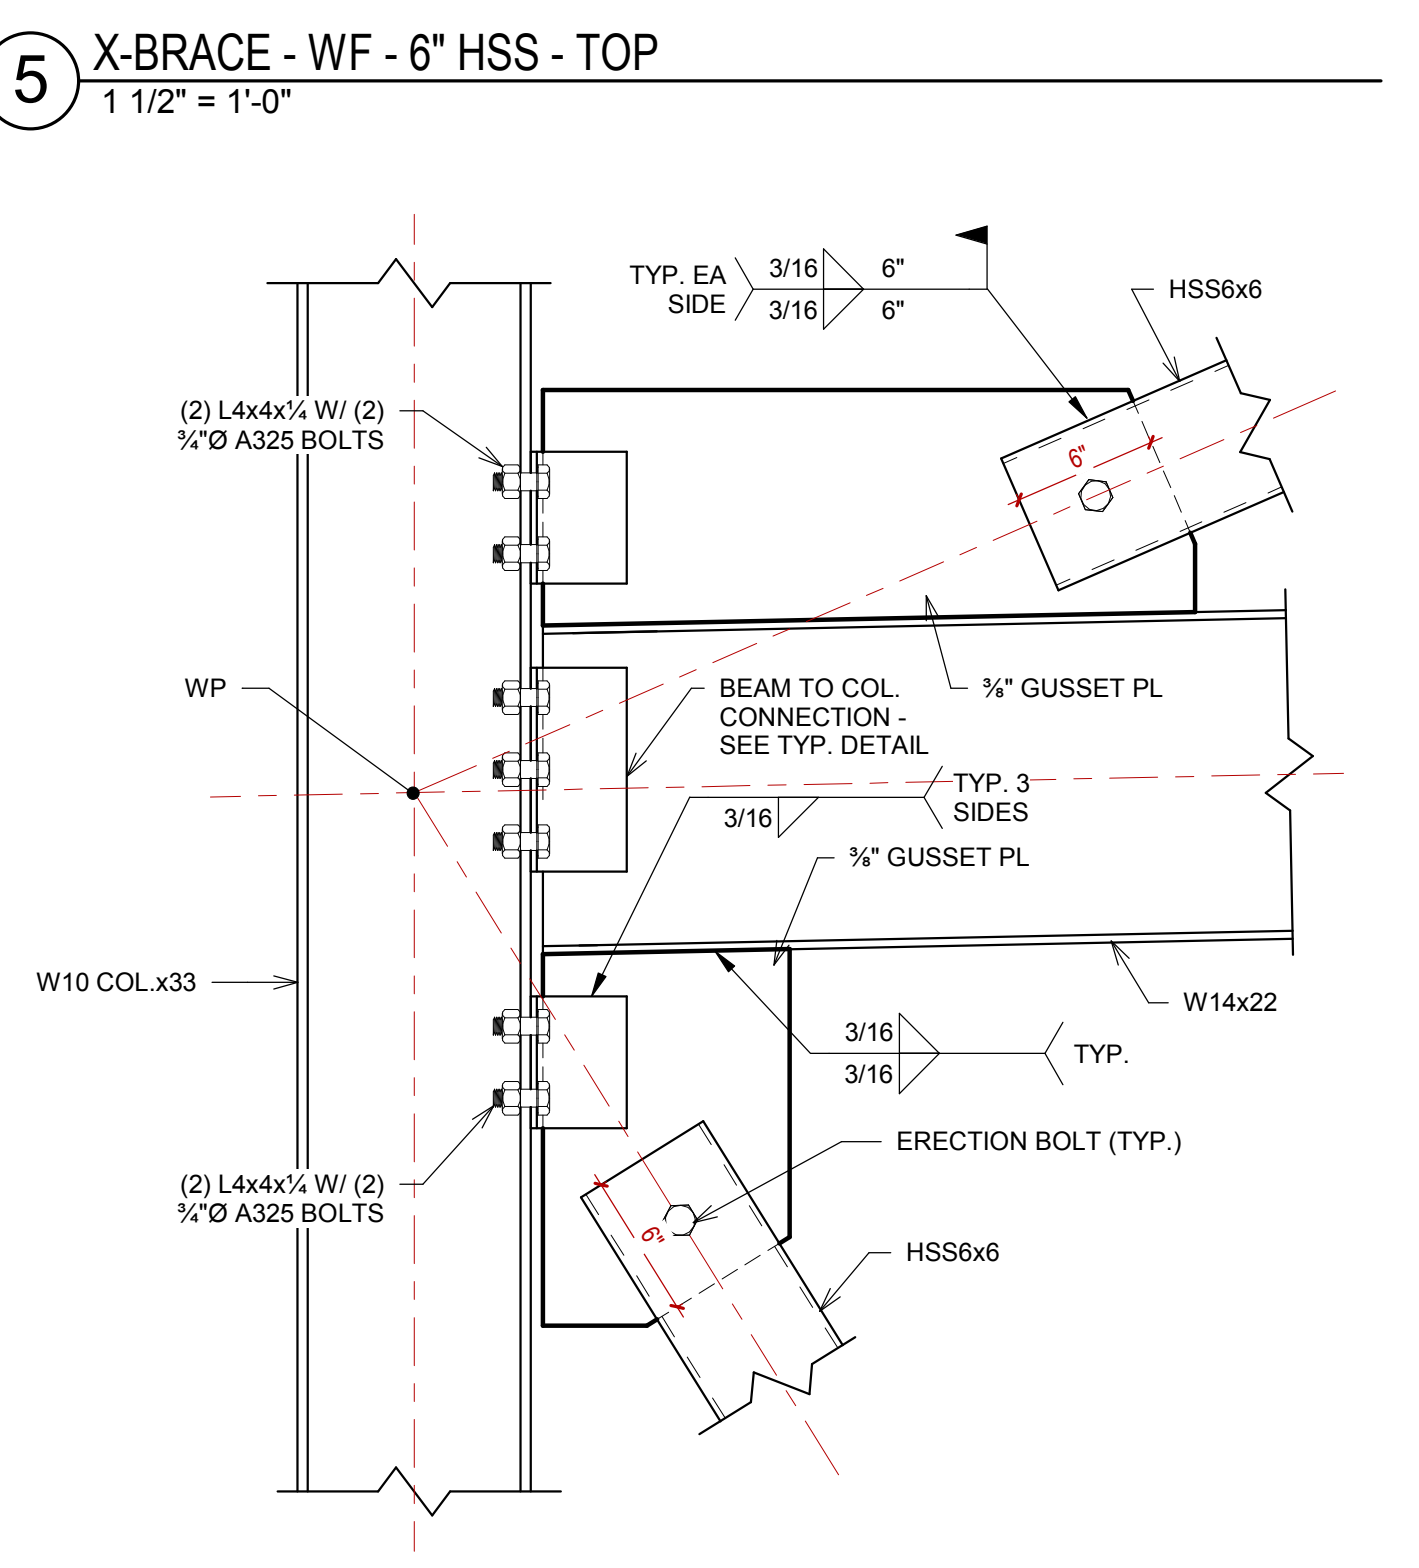 5
X-BRACE - WF - 6" HSS - TOP
1 1/2" = 1'-0"
TYP. EA
SIDE
3/16
6"
3/16
6"
HSS6x6
(2) L4x4x¼ W/ (2)
¾"Ø A325 BOLTS
6"
WP
BEAM TO COL.
CONNECTION -
SEE TYP. DETAIL
⅜" GUSSET PL
3/16
TYP. 3
SIDES
⅜" GUSSET PL
W10 COL.x33
W14x22
3/16
3/16
TYP.
ERECTION BOLT (TYP.)
(2) L4x4x¼ W/ (2)
¾"Ø A325 BOLTS
6"
HSS6x6